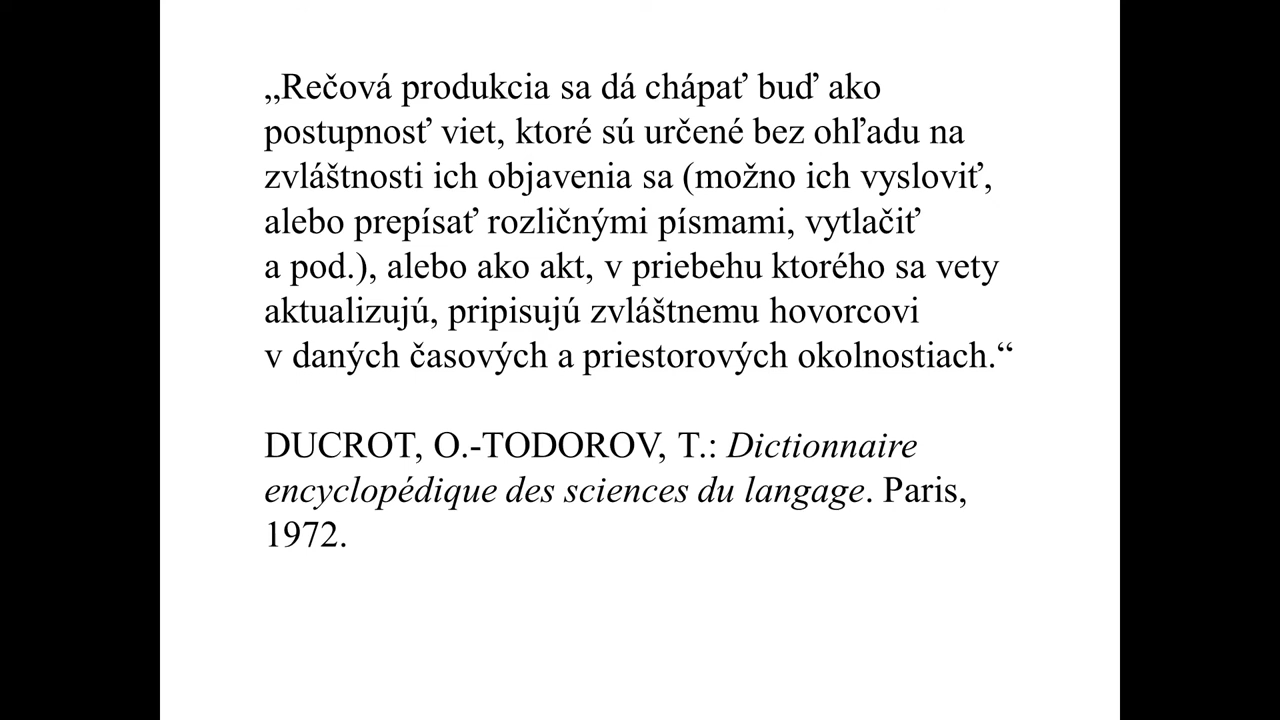 „Rečová produkcia sa dá chápať buď ako
postupnosť viet, ktoré sú určené bez ohľadu na
zvláštnosti ich objavenia sa (možno ich vysloviť,
alebo prepísať rozličnými písmami, vytlačiť
a pod.), alebo ako akt, v priebehu ktorého sa vety
aktualizujú, pripisujú zvláštnemu hovorcovi
v daných časových a priestorových okolnostiach.“
DUCROT, O.-TODOROV, T.: Dictionnaire
encyclopédique des sciences du langage. Paris,
1972.